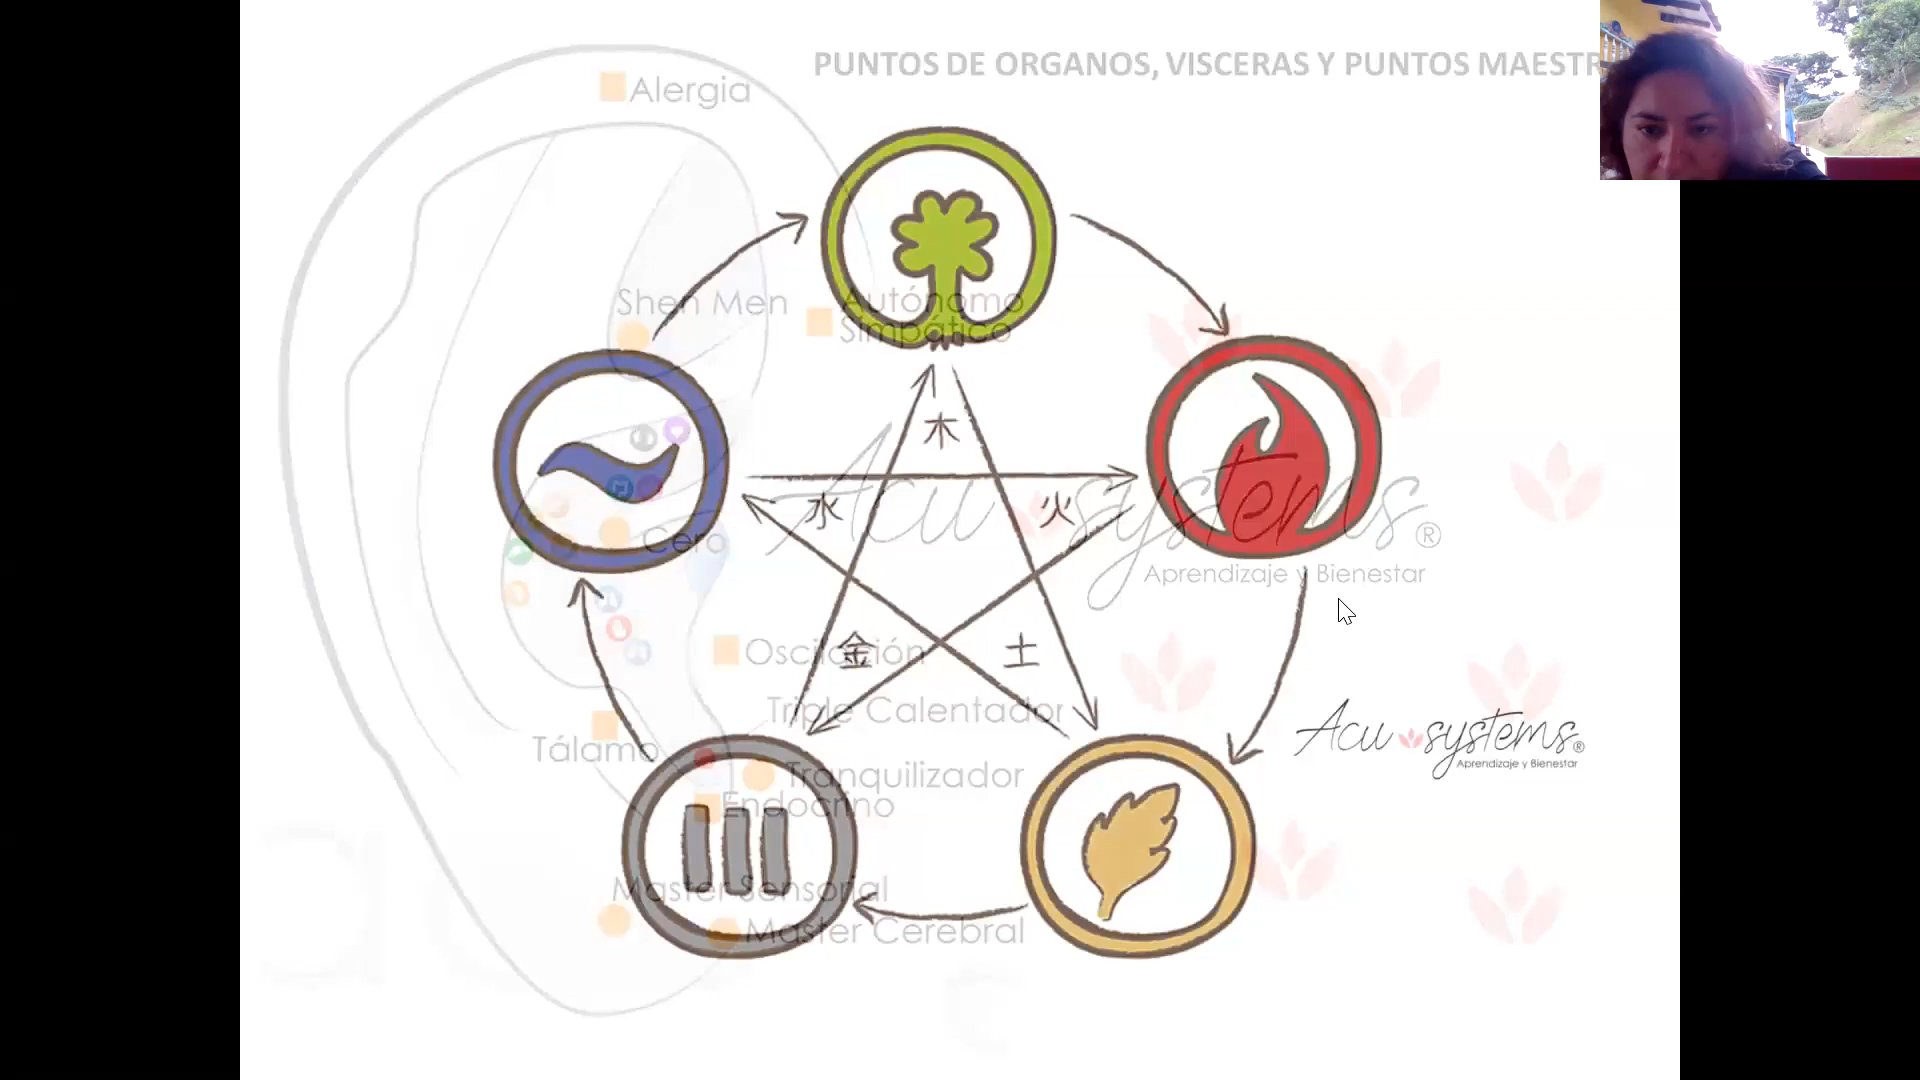 PUNTOS DE ORGANOS, VISCERAS Y PUNTOS MAESTR
Alergia
Shen Men
Autónomo
Simpático
木
水
火
Acu systems®
Aprendizaje y Bienestar
Cero
金
土
Oscilación
Triple Calentador
Tálamo
Acu systems®
Aprendizaje y Bienestar
Tranquilizador
Endocrino
Master Sensorial
Master Cerebral